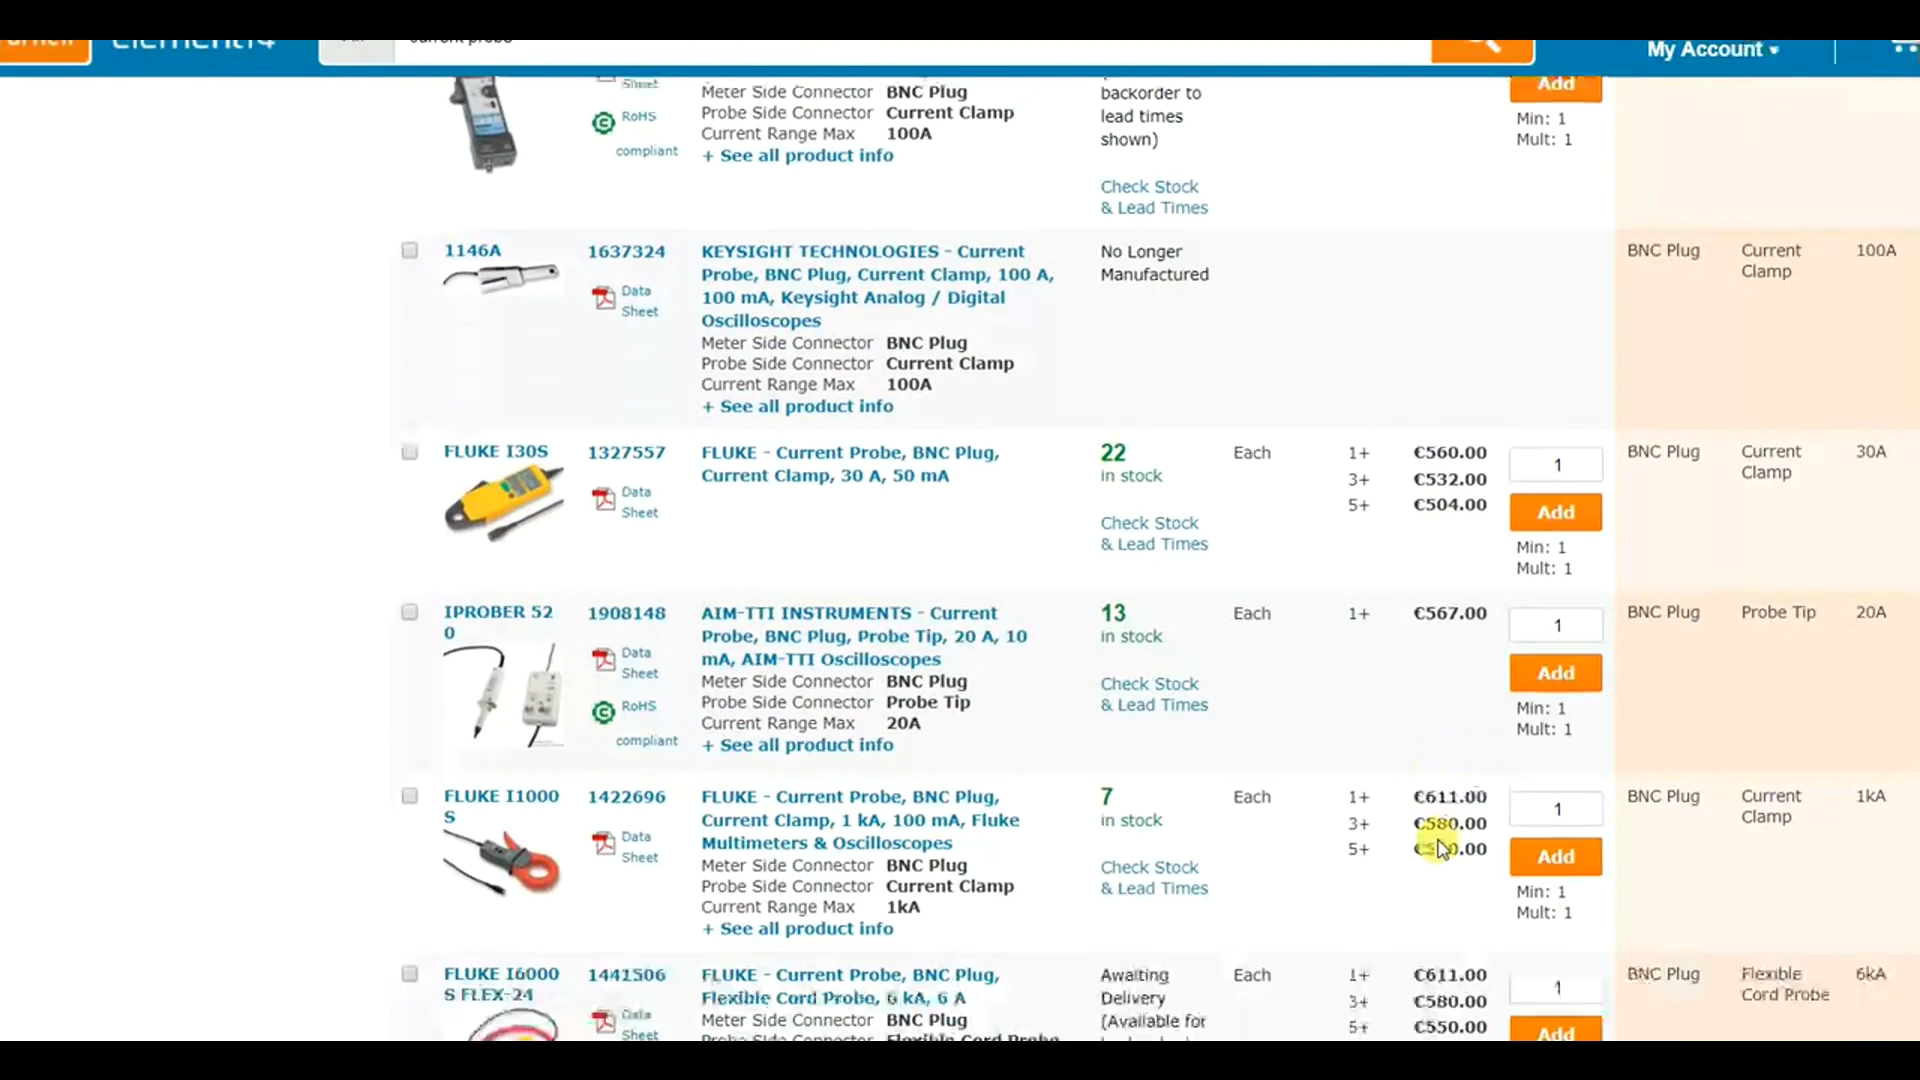 element14
current probe
My Account
Sheet
RoHS
compliant
Meter Side Connector BNC Plug
Probe Side Connector Current Clamp
Current Range Max 100A
+ See all product info
backorder to
lead times
shown)
Check Stock
& Lead Times
Add
Min: 1
Mult: 1
1146A
1637324
Data
Sheet
KEYSIGHT TECHNOLOGIES - Current
Probe, BNC Plug, Current Clamp, 100 A,
100 mA, Keysight Analog / Digital
Oscilloscopes
Meter Side Connector BNC Plug
Probe Side Connector Current Clamp
Current Range Max 100A
+ See all product info
No Longer
Manufactured
BNC Plug
Current
Clamp
100A
FLUKE I30S
1327557
Data
Sheet
FLUKE - Current Probe, BNC Plug,
Current Clamp, 30 A, 50 mA
22
in stock
Check Stock
& Lead Times
Each
1+ €560.00
3+ €532.00
5+ €504.00
1
Add
Min: 1
Mult: 1
BNC Plug
Current
Clamp
30A
IPROBER 52
0
1908148
Data
Sheet
RoHS
compliant
AIM-TTI INSTRUMENTS - Current
Probe, BNC Plug, Probe Tip, 20 A, 10
mA, AIM-TTI Oscilloscopes
Meter Side Connector BNC Plug
Probe Side Connector Probe Tip
Current Range Max 20A
+ See all product info
13
in stock
Check Stock
& Lead Times
Each
1+ €567.00
1
Add
Min: 1
Mult: 1
BNC Plug
Probe Tip
20A
FLUKE I1000
S
1422696
Data
Sheet
FLUKE - Current Probe, BNC Plug,
Current Clamp, 1 kA, 100 mA, Fluke
Multimeters & Oscilloscopes
Meter Side Connector BNC Plug
Probe Side Connector Current Clamp
Current Range Max 1kA
+ See all product info
7
in stock
Check Stock
& Lead Times
Each
1+ €611.00
3+ €580.00
5+
1
Add
Min: 1
Mult: 1
BNC Plug
Current
Clamp
1kA
FLUKE I6000
S FLEX-24
1441506
Data
Sheet
FLUKE - Current Probe, BNC Plug,
Flexible Cord Probe, 6 kA, 6 A
Meter Side Connector BNC Plug
Probe Side Connector Flexible Cord Probe
Awaiting
Delivery
(Available for
Each
1+ €611.00
3+ €580.00
5+ €550.00
1
Add
BNC Plug
Flexible
Cord Probe
6kA